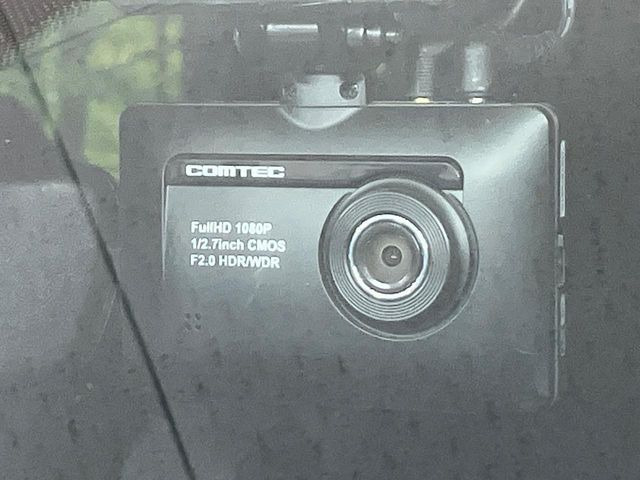 COMTEC
FullHD 1080P
1/2.7inch CMOS
F2.0 HDR/WDR